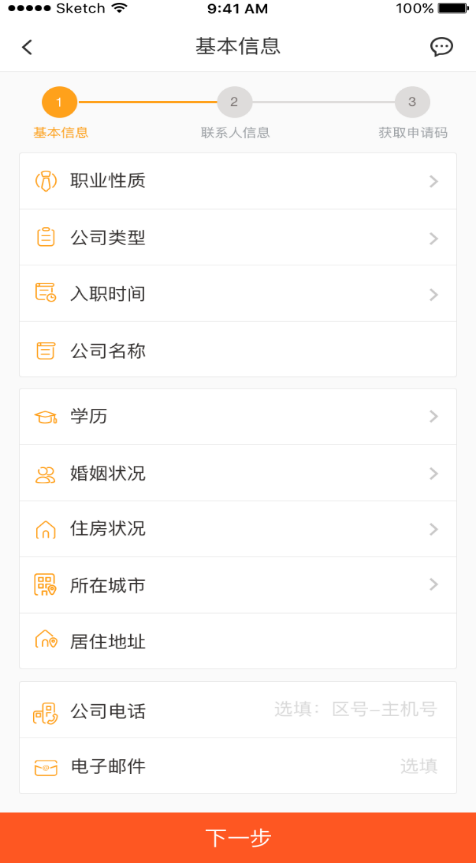 Sketch 9:41 AM 100%
基本信息
1 2 3
基本信息 联系人信息 获取申请码
职业性质
公司类型
入职时间
公司名称
学历
婚姻状况
住房状况
所在城市
居住地址
公司电话 选填：区号-主机号
电子邮件 选填
下一步